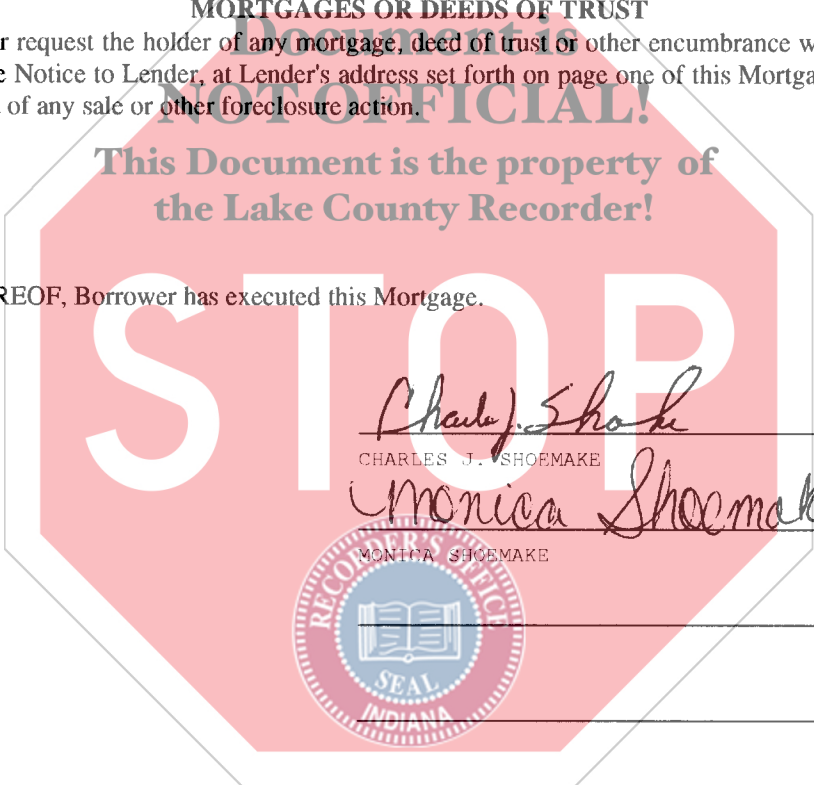 MORTGAGES OR DEEDS OF TRUST
Document is
r request the holder of any mortgage, deed of trust or other encumbrance w
e Notice to Lender, at Lender's address set forth on page one of this Mortga
of any sale or other foreclosure action.
NOT OFFICIAL!
This Document is the property of
the Lake County Recorder!
REOF, Borrower has executed this Mortgage.
STOP
Charles J. Shoemake
CHARLES J. SHOEMAKE
Monica Shoemak
MONICA SHOEMAKE
RECORDER'S OFFICE
SEAL
INDIANA